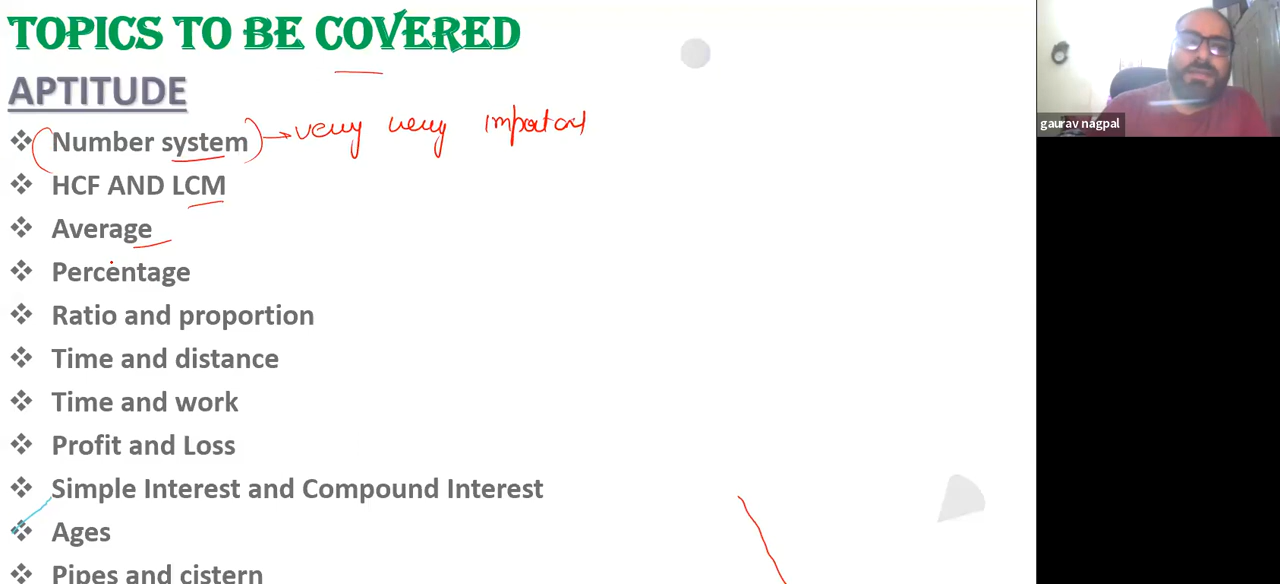 TOPICS TO BE COVERED
APTITUDE
❖ Number system → very very important
❖ HCF AND LCM
❖ Average
❖ Percentage
❖ Ratio and proportion
❖ Time and distance
❖ Time and work
❖ Profit and Loss
❖ Simple Interest and Compound Interest
❖ Ages
❖ Pipes and cistern
gaurav nagpal